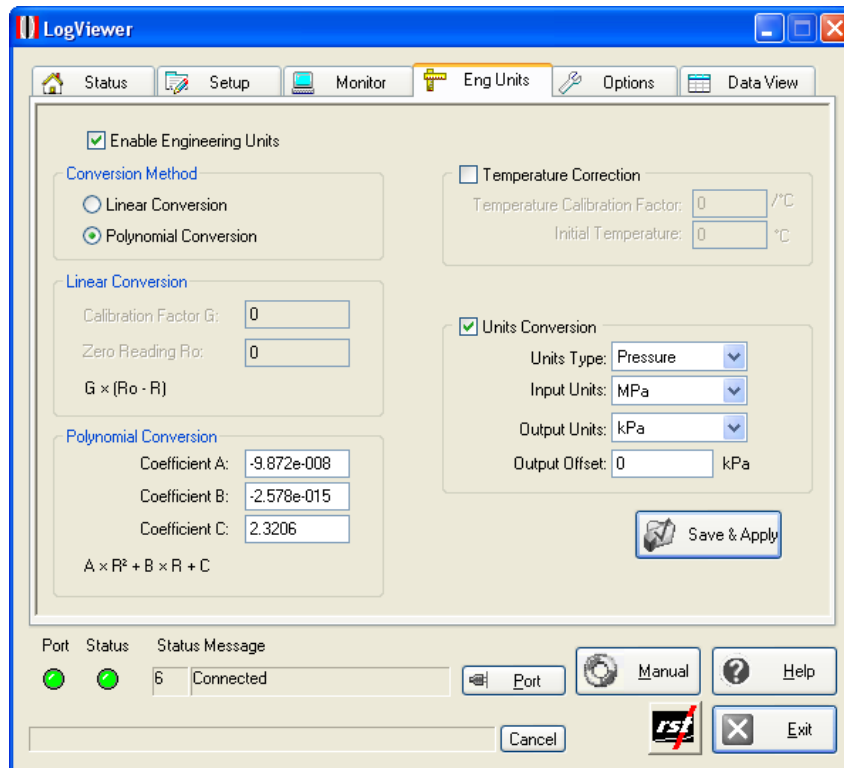 LogViewer
Status Setup Monitor Eng Units Options Data View
Enable Engineering Units
Conversion Method
Linear Conversion
Polynomial Conversion
Linear Conversion
Calibration Factor G: 0
Zero Reading Ro: 0
G × (Ro - R)
Polynomial Conversion
Coefficient A: -9.872e-008
Coefficient B: -2.578e-015
Coefficient C: 2.3206
A × R² + B × R + C
Temperature Correction
Temperature Calibration Factor: 0 /°C
Initial Temperature: 0 °C
Units Conversion
Units Type: Pressure
Input Units: MPa
Output Units: kPa
Output Offset: 0 kPa
Save & Apply
Port Status Status Message
6 Connected
Port
Manual
Help
Cancel
rst
Exit